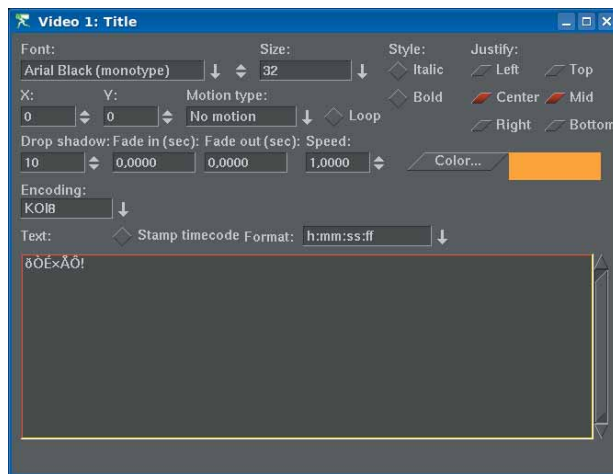 Video 1: Title
Font: Size: Style: Justify:
Arial Black (monotype) 32 Italic Left Top
X: Y: Motion type: Bold Center Mid
0 0 No motion Loop
Right Bottom
Drop shadow: Fade in (sec): Fade out (sec): Speed:
10 0,0000 0,0000 1,0000 Color...
Encoding:
KOI8
Text: Stamp timecode Format: h:mm:ss:ff
ðÒÉ×ÅÔ!